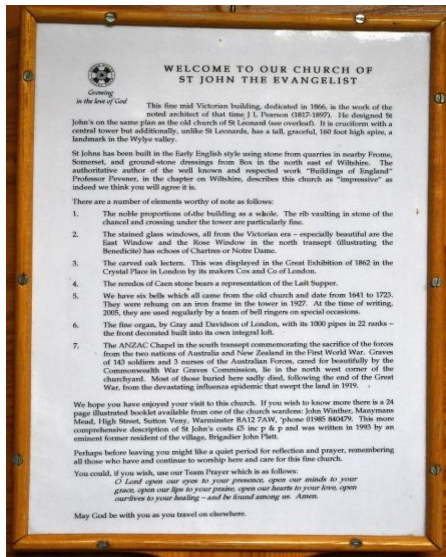 WELCOME TO OUR CHURCH OF
ST JOHN THE EVANGELIST
Growing
in the love of God
This fine mid Victorian building, dedicated in 1866, is the work of the
noted architect of that time J L Pearson (1817-1897). He designed St
John's on the same plan as the old church of St Leonard (see overleaf). It is cruciform with a
central tower but additionally, unlike St Leonards, has a tall, graceful, 160 foot high spire, a
landmark in the Wylye valley.
St Johns has been built in the Early English style using stone from quarries in nearby Frome,
Somerset, and ground-stone dressings from Box in the north east of Wiltshire. The
authoritative author of the well known and respected work "Buildings of England"
Professor Pevsner, in the chapter on Wiltshire, describes this church as "impressive" as
indeed we think you will agree it is.
There are a number of elements worthy of note as follows:
1. The noble proportions of the building as a whole. The rib vaulting in stone of the
chancel and crossing under the tower are particularly fine.
2. The stained glass windows, all from the Victorian era – especially beautiful are the
East Window and the Rose Window in the north transept (illustrating the
Benedicite) has echoes of Chartres or Notre Dame.
3. The carved oak lectern. This was displayed in the Great Exhibition of 1862 in the
Crystal Place in London by its makers Cox and Co of London.
4. The reredos of Caen stone bears a representation of the Last Supper.
5. We have six bells which all came from the old church and date from 1641 to 1723.
They were rehung on an iron frame in the tower in 1927. At the time of writing,
2005, they are used regularly by a team of bell ringers on special occasions.
6. The fine organ, by Gray and Davidson of London, with its 1000 pipes in 22 ranks –
the front decorated built into its own integral loft.
7. The ANZAC Chapel in the south transept commemorating the sacrifice of the forces
from the two nations of Australia and New Zealand in the First World War. Graves
of 143 soldiers and 3 nurses of the Australian Forces, cared for beautifully by the
Commonwealth War Graves Commission, lie in the north west corner of the
churchyard. Most of those buried here sadly died, following the end of the Great
War, from the devastating influenza epidemic that swept the land in 1919.
We hope you have enjoyed your visit to this church. If you wish to know more there is a 24
page illustrated booklet available from one of the church wardens: John Winther, Manymans
Mead, High Street, Sutton Veny, Warminster BA12 7AW, 'phone 01985 840479. This more
comprehensive description of St John's costs £5 inc p & p and was written in 1993 by an
eminent former resident of the village, Brigadier John Platt.
Perhaps before leaving you might like a quiet period for reflection and prayer, remembering
all those who have and continue to worship here and care for this fine church.
You could, if you wish, use our Team Prayer which is as follows:
O Lord open our eyes to your presence, open our minds to your
grace, open our lips to your praise, open our hearts to your love, open
our lives to your healing – and be found among us. Amen.
May God be with you as you travel on elsewhere.